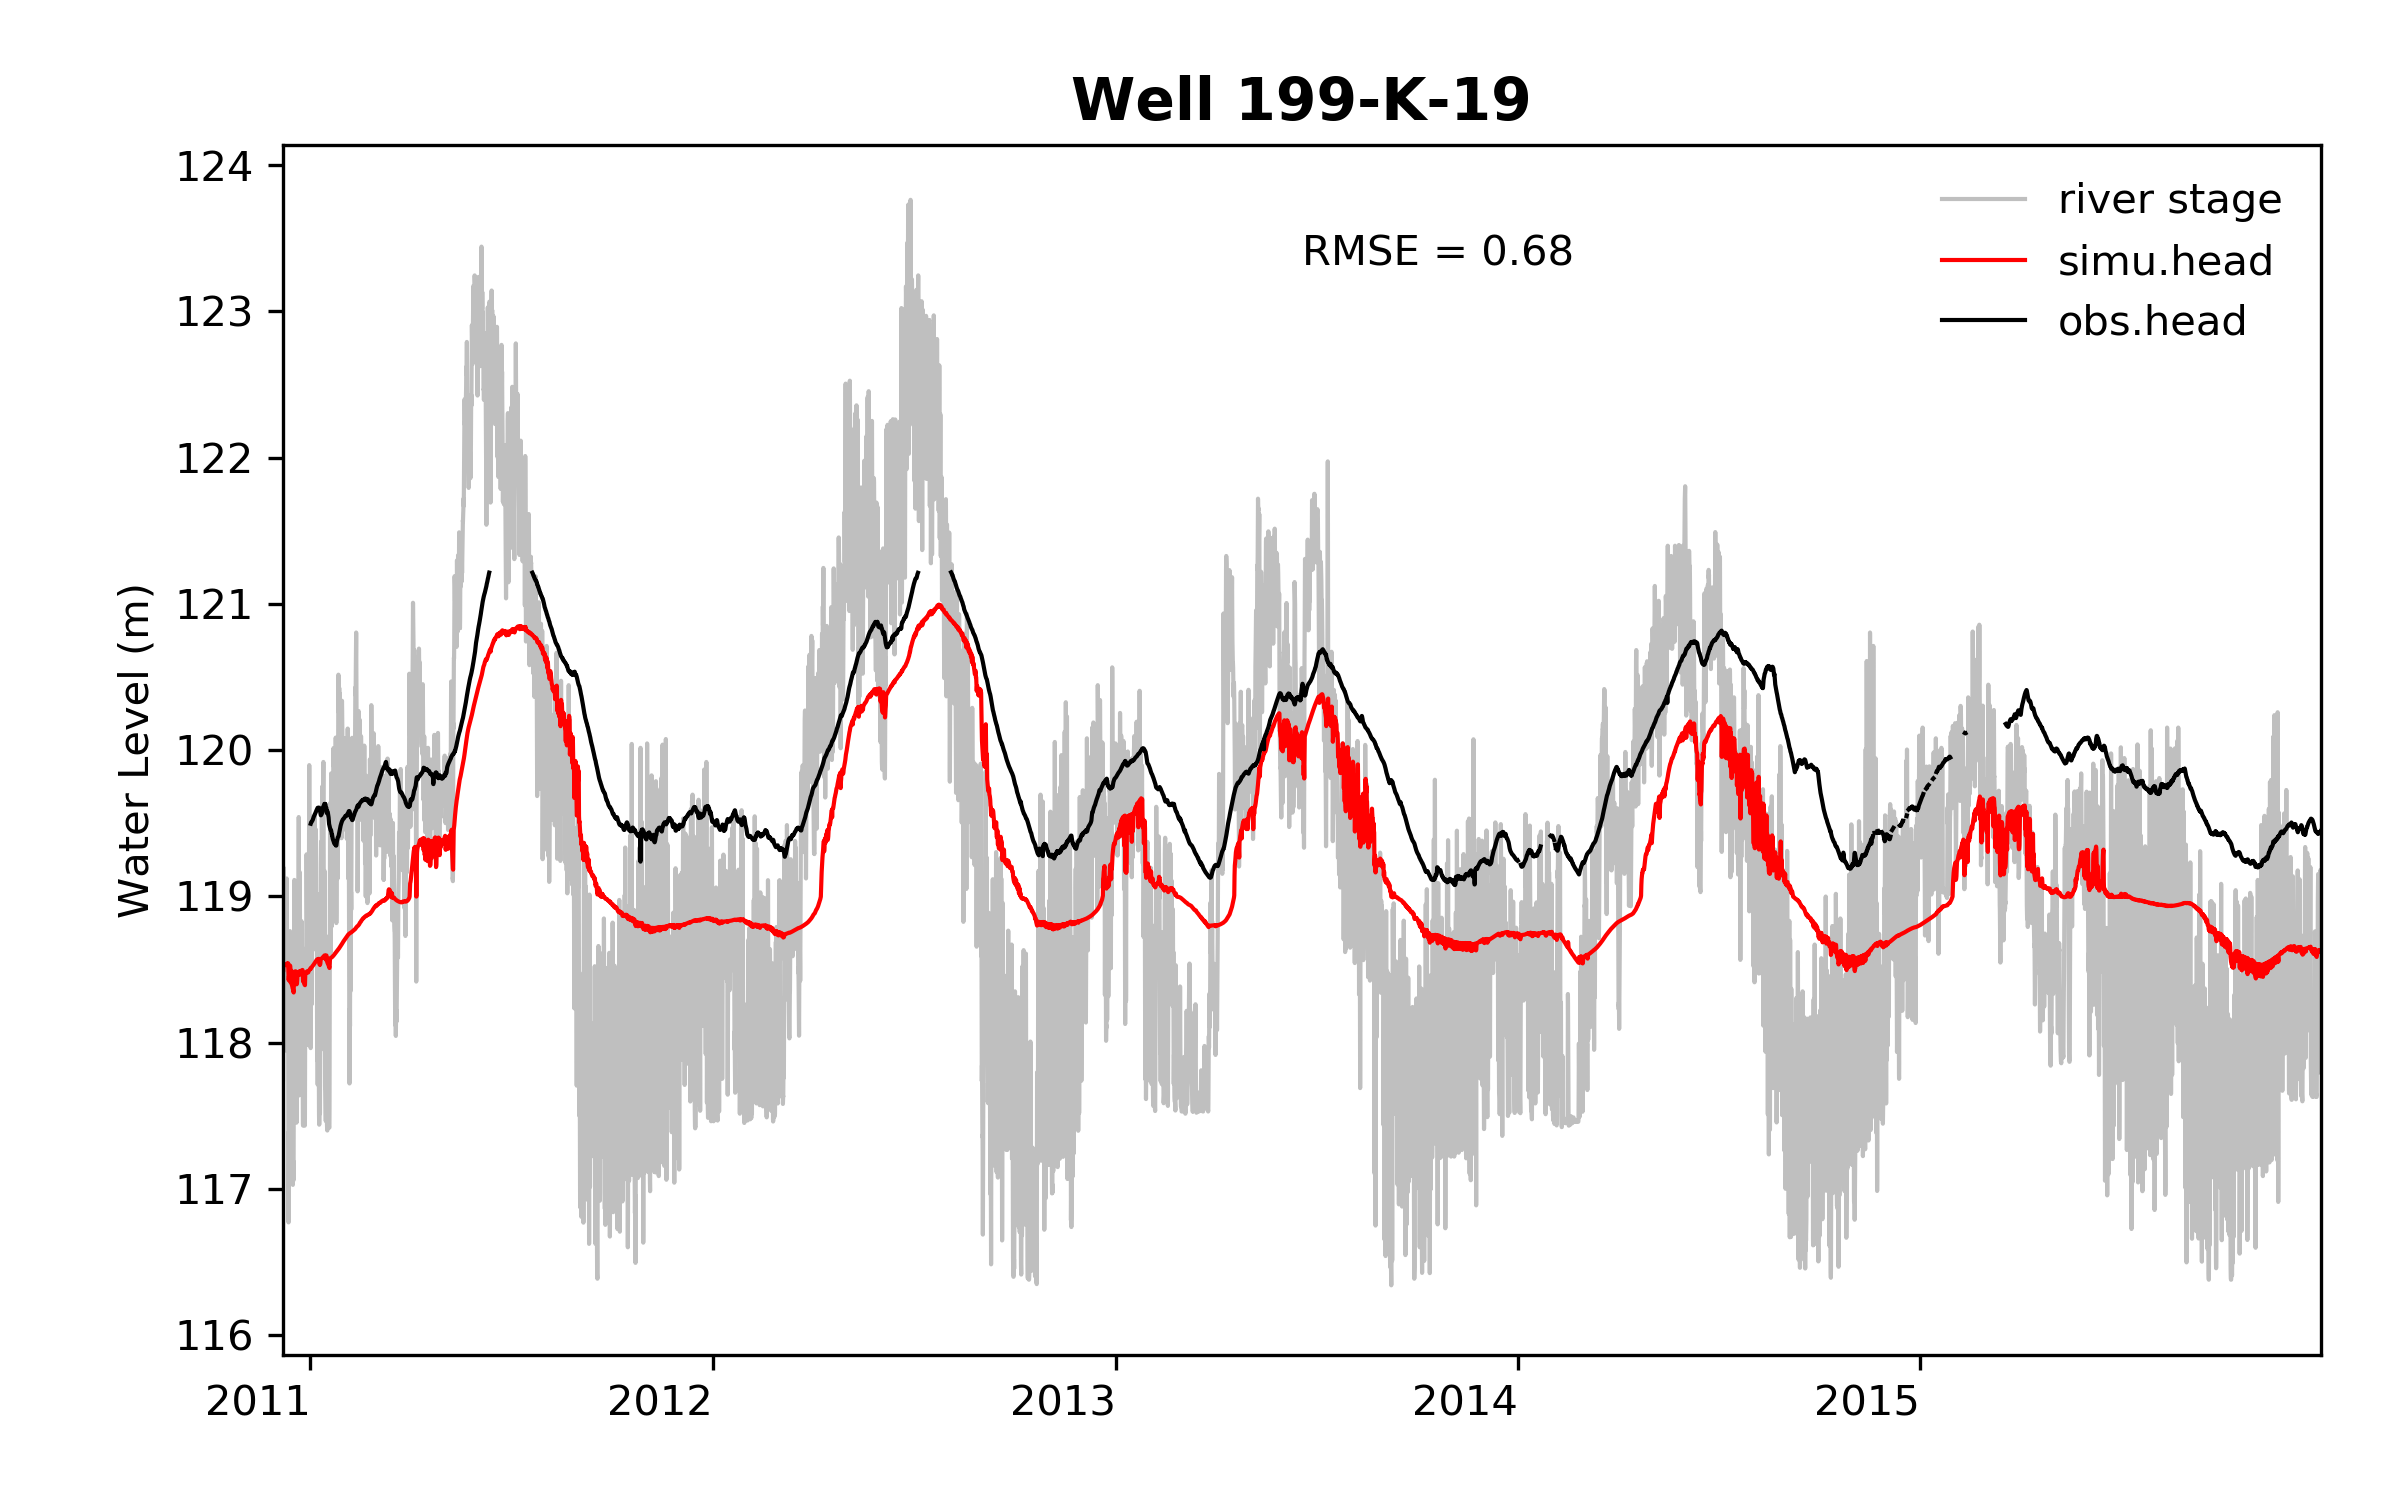 Well 199-K-19
124
123
122
121
120
119
118
117
116
Water Level (m)
RMSE = 0.68
river stage
simu.head
obs.head
2011
2012
2013
2014
2015